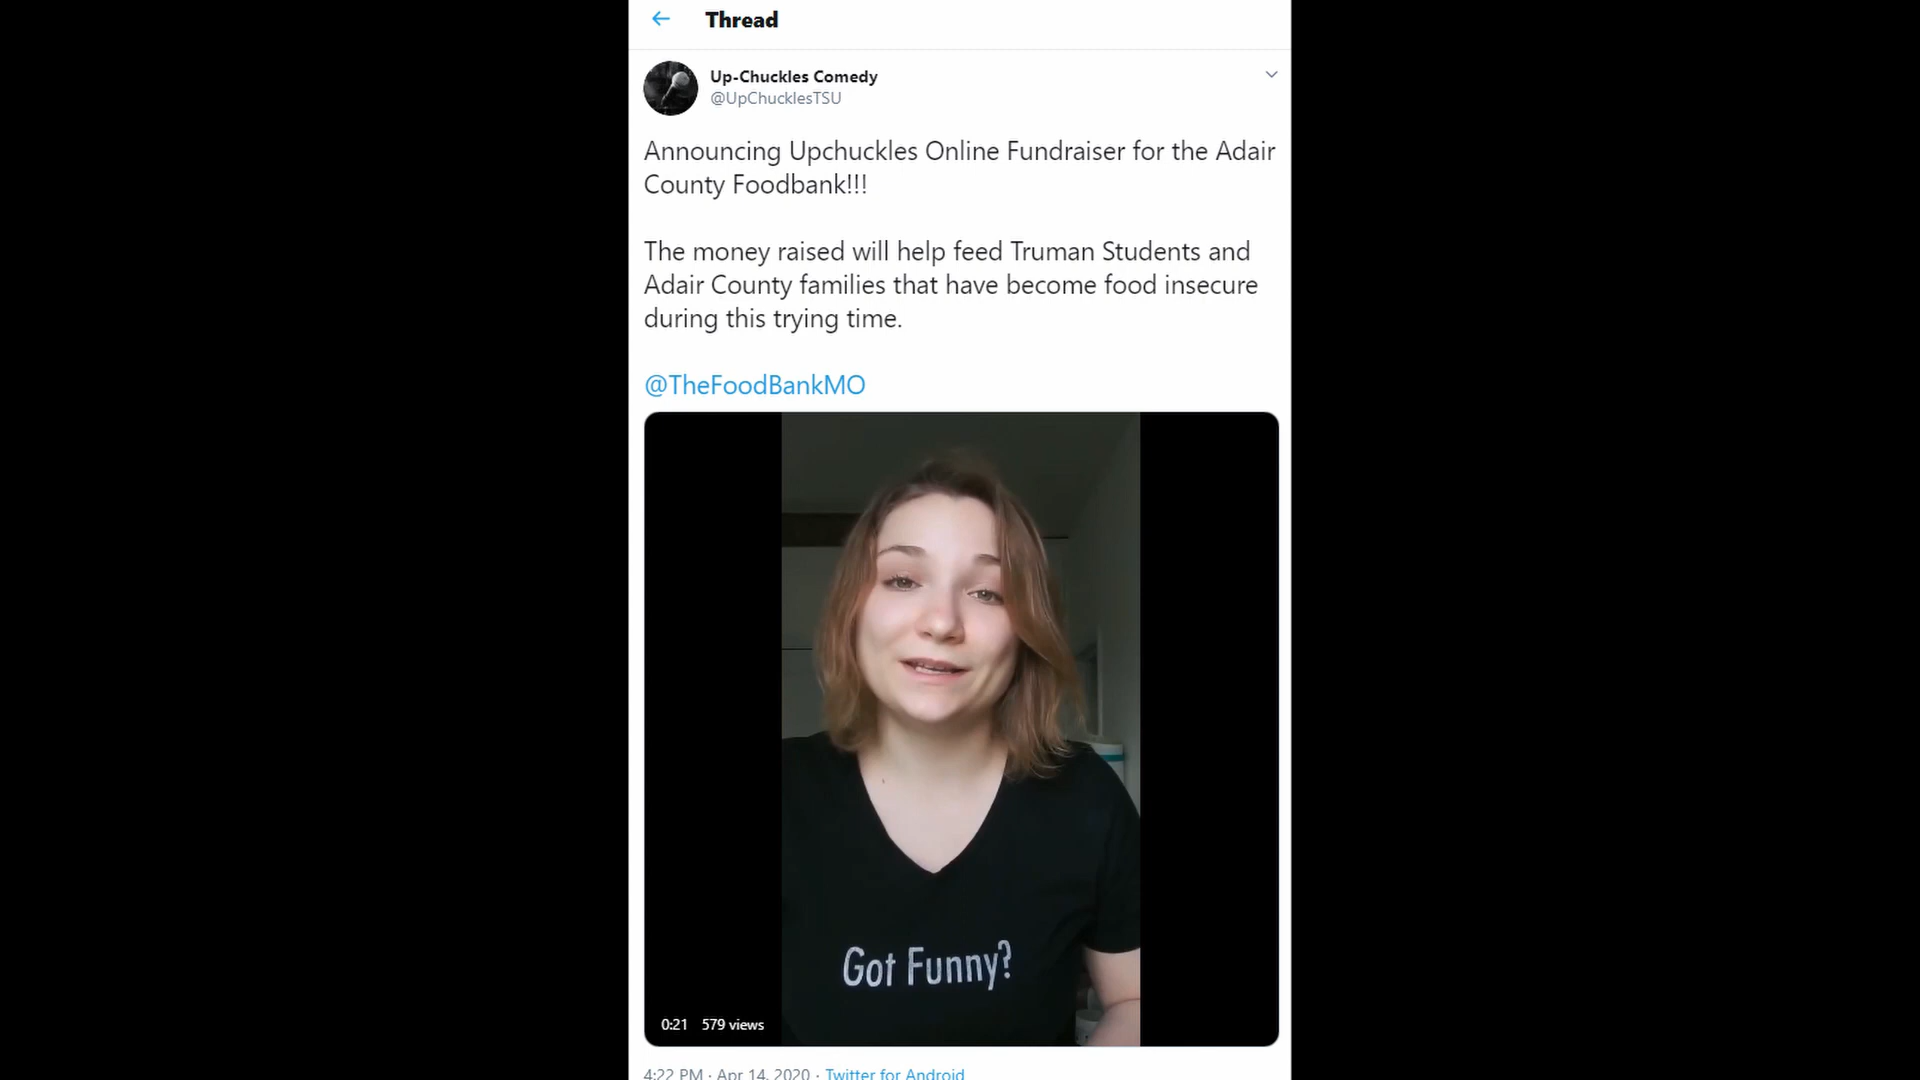 Thread
Up-Chuckles Comedy
@UpChucklesTSU
Announcing Upchuckles Online Fundraiser for the Adair
County Foodbank!!!
The money raised will help feed Truman Students and
Adair County families that have become food insecure
during this trying time.
@TheFoodBankMO
Got Funny?
0:21 579 views
4:22 PM · Apr 14, 2020 · Twitter for Android